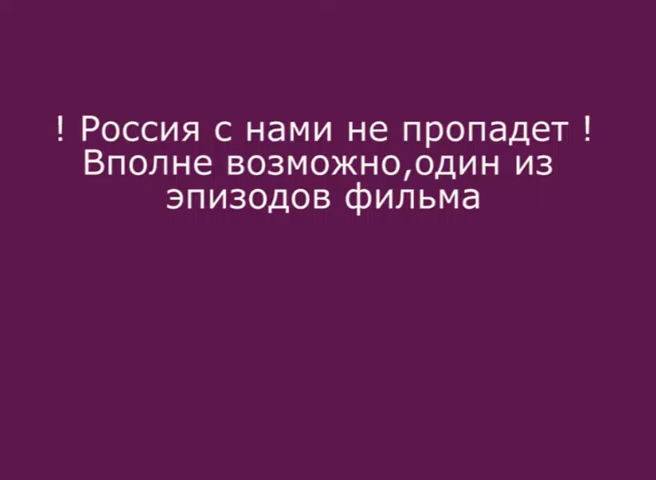 ! Россия с нами не пропадет !
Вполне возможно,один из
эпизодов фильма